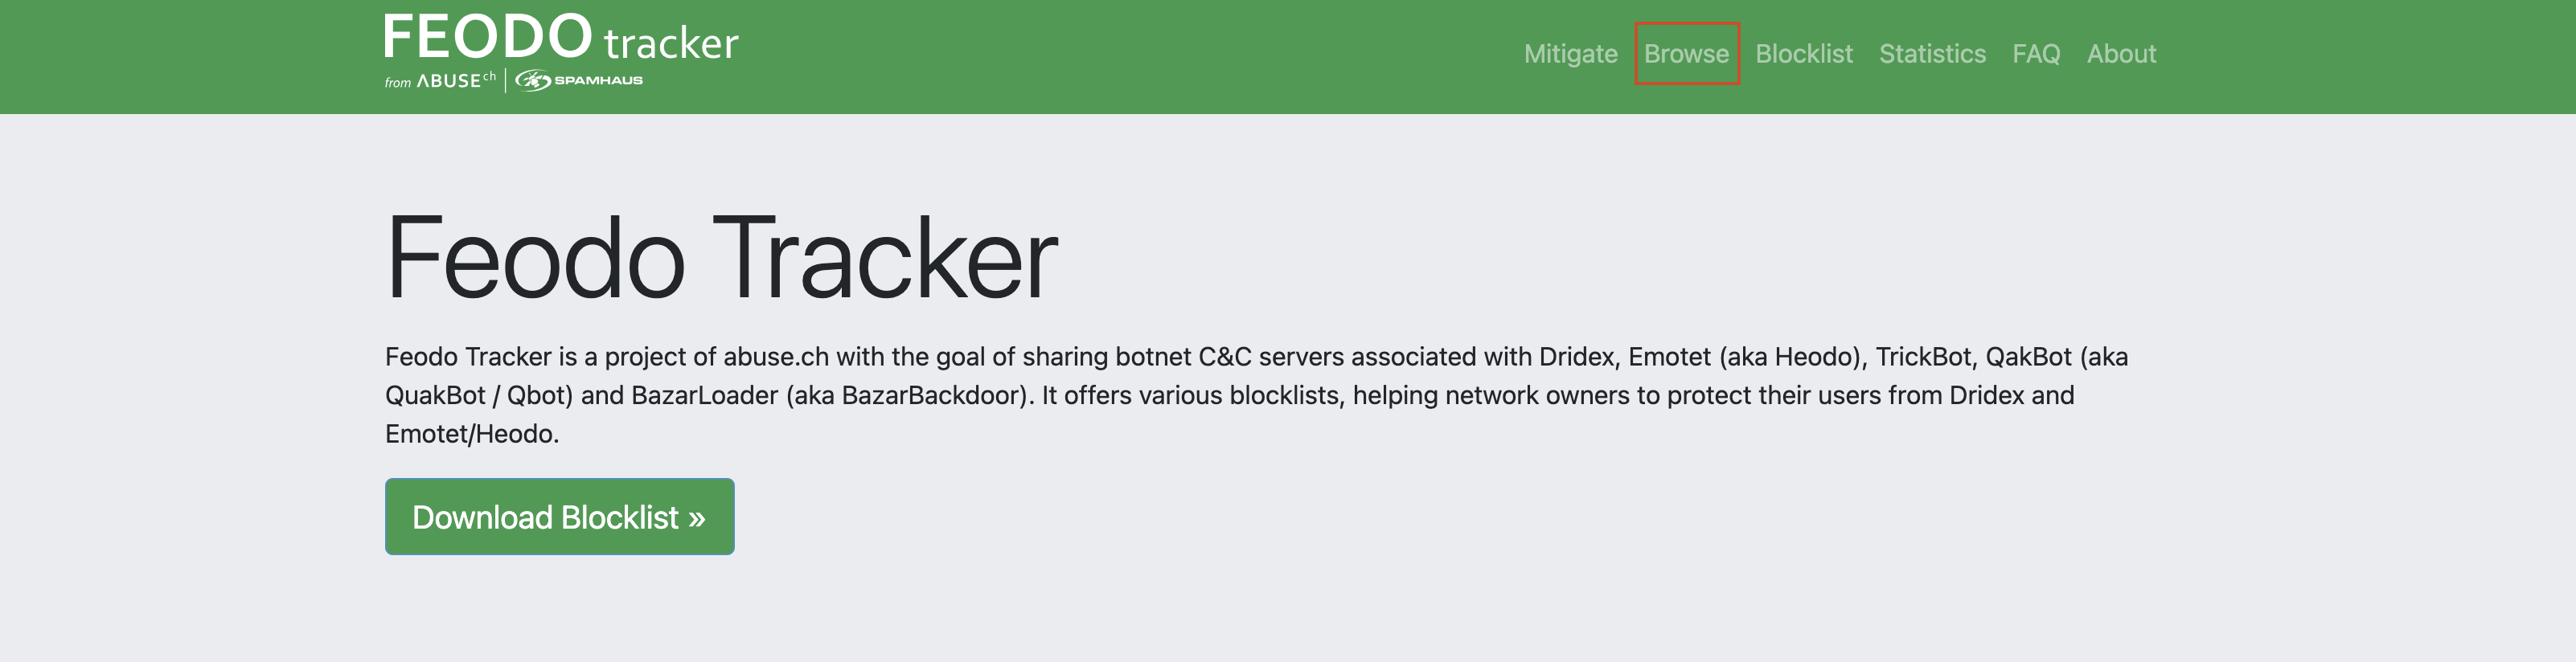 FEODO tracker
from ABUSE ch | SPAMHAUS
Mitigate Browse Blocklist Statistics FAQ About
Feodo Tracker
Feodo Tracker is a project of abuse.ch with the goal of sharing botnet C&C servers associated with Dridex, Emotet (aka Heodo), TrickBot, QakBot (aka
QuakBot / Qbot) and BazarLoader (aka BazarBackdoor). It offers various blocklists, helping network owners to protect their users from Dridex and
Emotet/Heodo.
Download Blocklist »